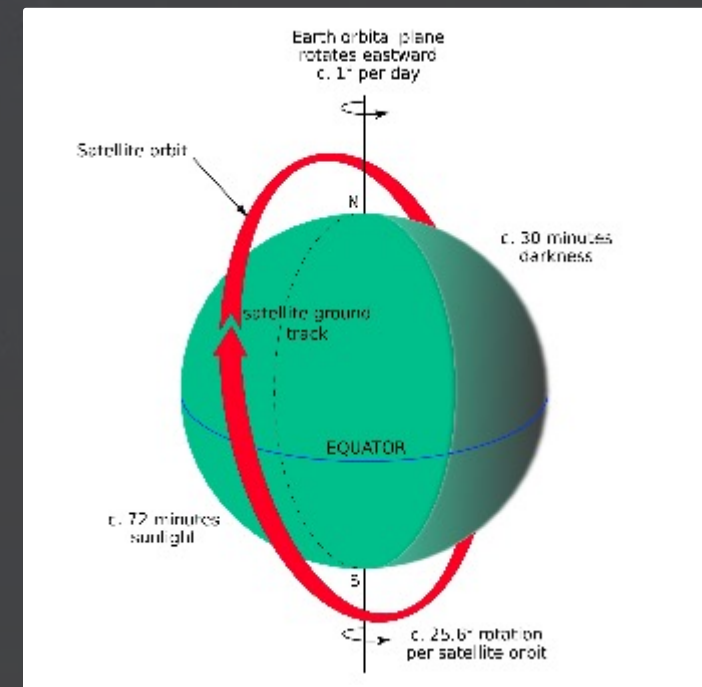 Earth orbital plane
rotates eastward
c. 1° per day
Satellite orbit
N
c. 30 minutes
darkness
satellite ground
track
EQUATOR
c. 72 minutes
sunlight
S
c. 25.6° rotation
per satellite orbit